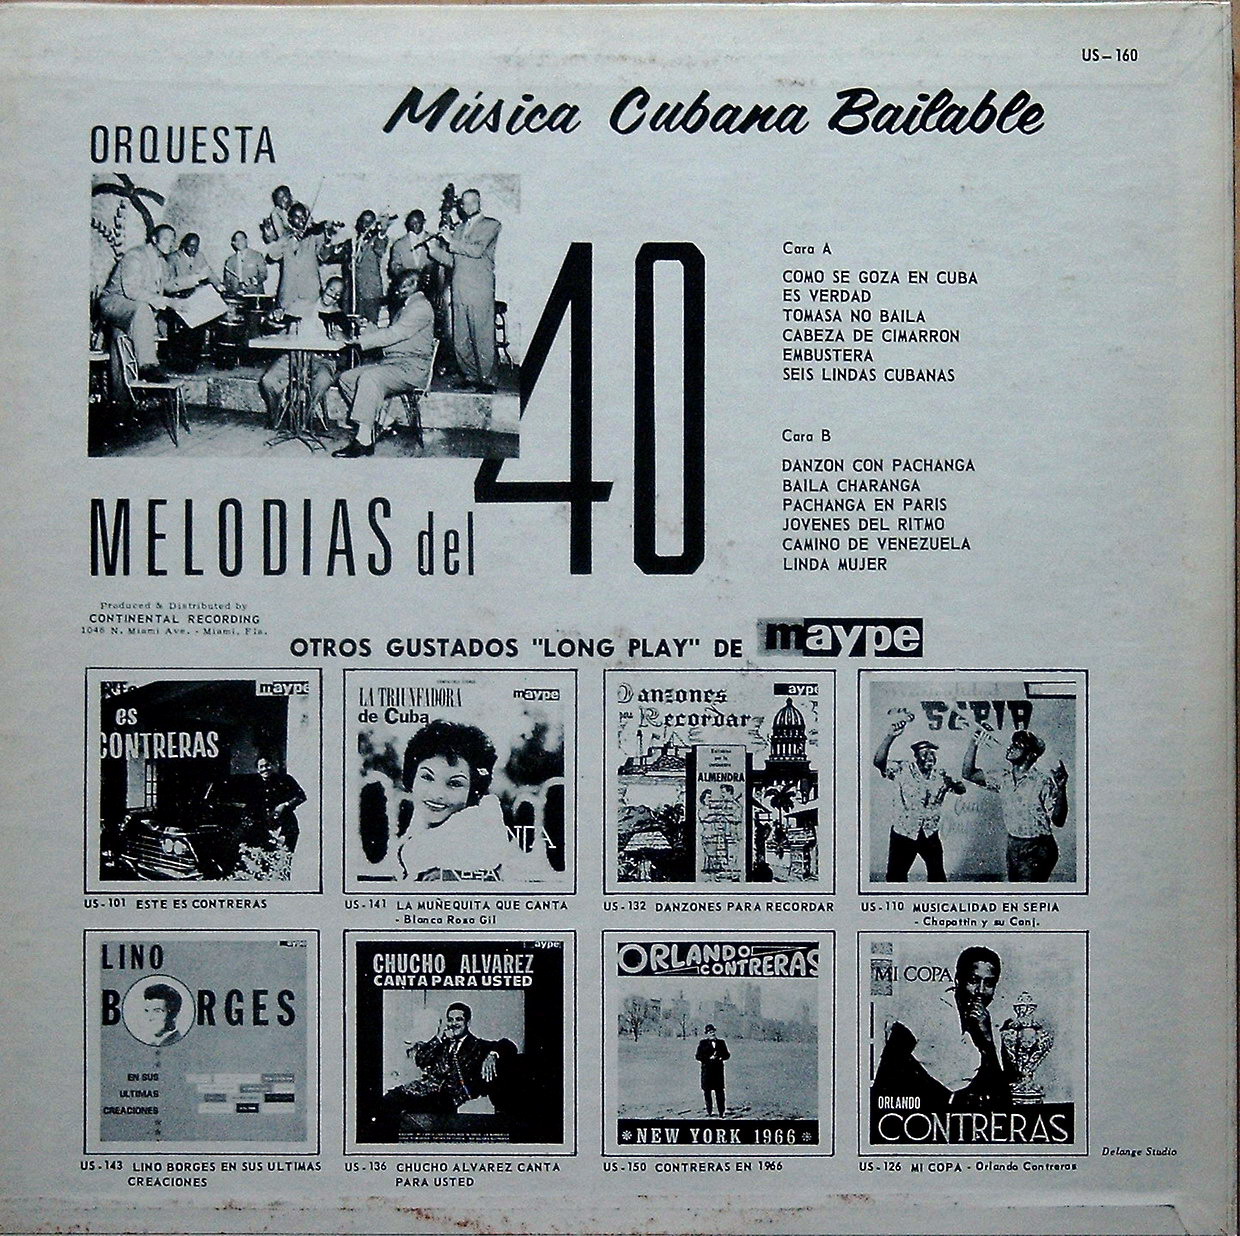 US-160
Música Cubana Bailable
ORQUESTA
MELODIAS del 40
Cara A
COMO SE GOZA EN CUBA
ES VERDAD
TOMASA NO BAILA
CABEZA DE CIMARRON
EMBUSTERA
SEIS LINDAS CUBANAS
Cara B
DANZON CON PACHANGA
BAILA CHARANGA
PACHANGA EN PARIS
JOVENES DEL RITMO
CAMINO DE VENEZUELA
LINDA MUJER
Produced & Distributed by
CONTINENTAL RECORDING
1046 N. Miami Ave. - Miami, Fla.
OTROS GUSTADOS "LONG PLAY" DE maype
maype
es
CONTRERAS
US-101 ESTE ES CONTRERAS
LA TRIUNFADORA
de Cuba
maype
US-141 LA MUÑEQUITA QUE CANTA
- Blanca Rosa Gil
Danzones
Recordar
aype
ALMENDRA
US-132 DANZONES PARA RECORDAR
SEPIA
US-110 MUSICALIDAD EN SEPIA
- Chapottin y su Conj.
LINO
BORGES
EN SUS
ULTIMAS
CREACIONES
US-143 LINO BORGES EN SUS ULTIMAS
CREACIONES
aype
CHUCHO ALVAREZ
CANTA PARA USTED
US-136 CHUCHO ALVAREZ CANTA
PARA USTED
ORLANDO
CONTRERAS
*NEW YORK 1966*
US-150 CONTRERAS EN 1966
MI COPA
ORLANDO
CONTRERAS
US-126 MI COPA - Orlando Contreras
Delange Studio